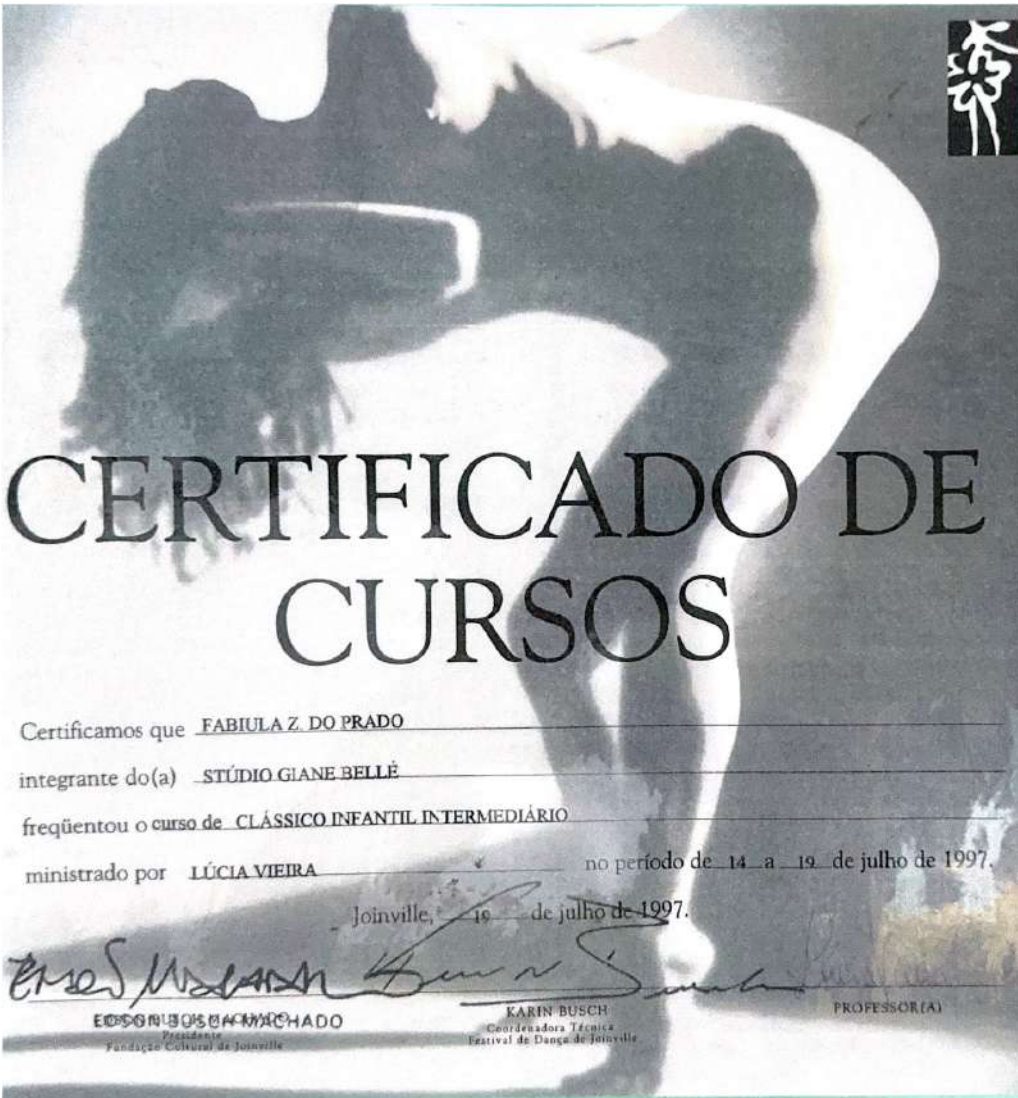 CERTIFICADO DE
CURSOS
Certificamos que FABIULA Z. DO PRADO
integrante do(a) STÚDIO GIANE BELLÉ
freqüentou o curso de CLÁSSICO INFANTIL INTERMEDIÁRIO
ministrado por LÚCIA VIEIRA no período de 14 a 19 de julho de 1997.
Joinville, 19 de julho de 1997.
EDSON BUSCH MACHADO
Presidente
Fundação Cultural de Joinville
KARIN BUSCH
Coordenadora Técnica
Festival de Dança de Joinville
PROFESSOR(A)